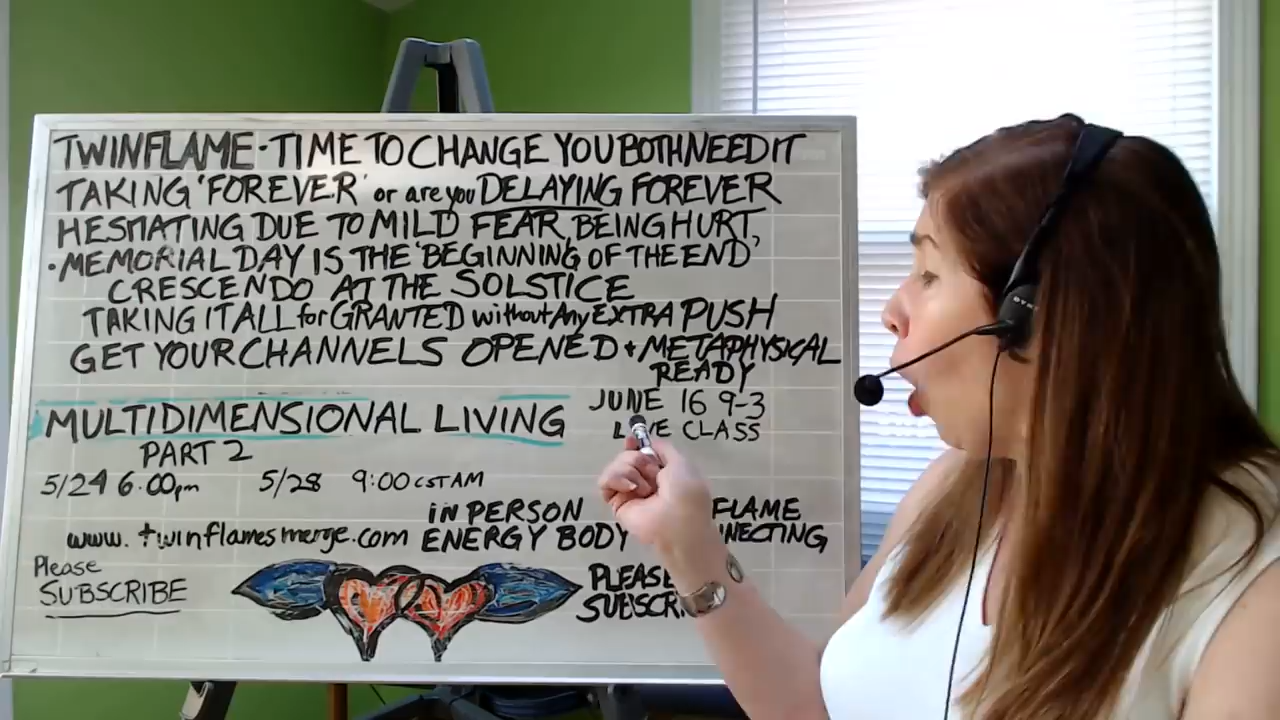 TWINFLAME • TIME TO CHANGE YOU BOTH NEED IT
TAKING 'FOREVER' or are you DELAYING FOREVER
HESITATING DUE TO MILD FEAR BEING HURT,
• MEMORIAL DAY IS THE 'BEGINNING OF THE END'
CRESCENDO AT THE SOLSTICE
TAKING IT ALL for GRANTED without Any EXTRA PUSH
GET YOUR CHANNELS OPENED + METAPHYSICAL
READY
JUNE 16 9-3
CLASS
MULTIDIMENSIONAL LIVING
PART 2
5/24 6:00pm 5/28 9:00 CST AM
IN PERSON FLAME
www.twinflamesmerge.com ENERGY BODY
Please
SUBSCRIBE
PLEASE